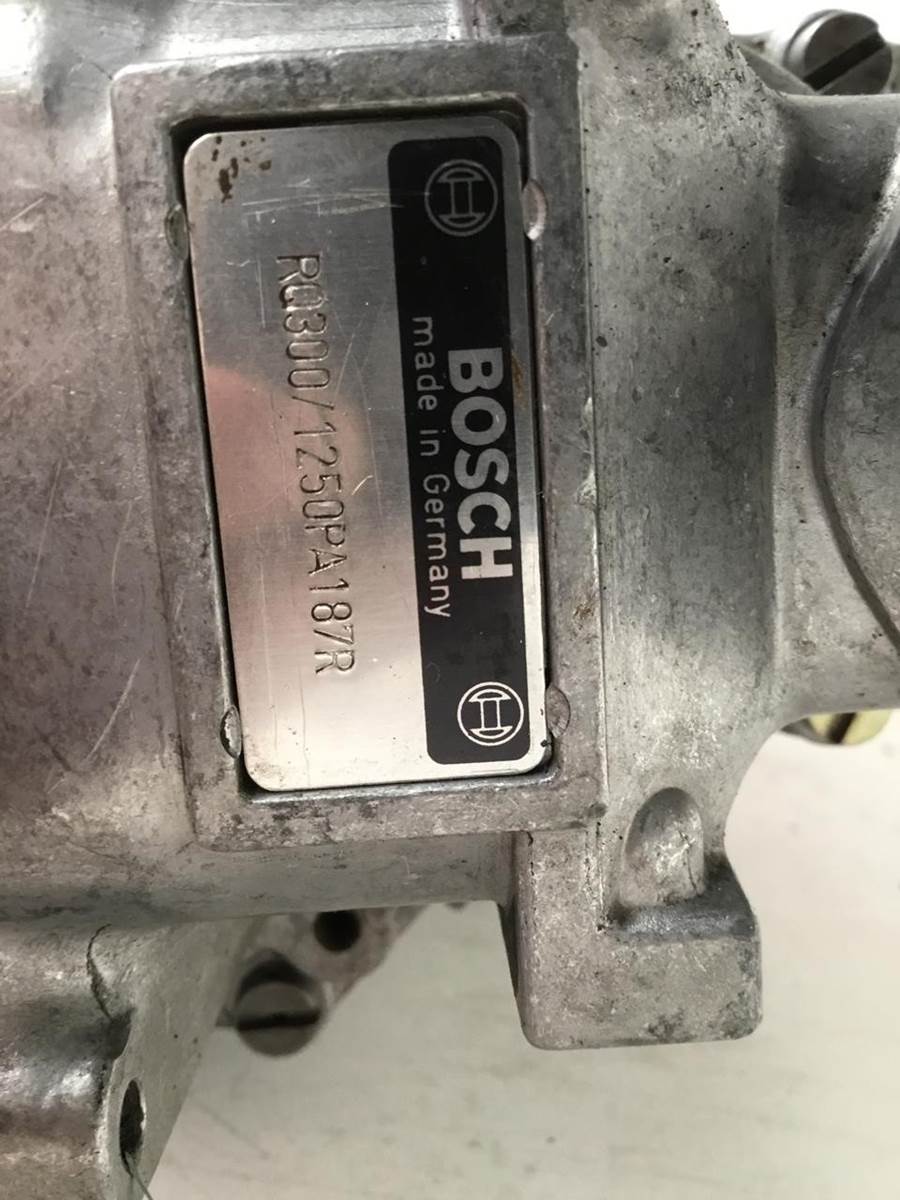 BOSCH
made in Germany
RQ300/1250PA187R